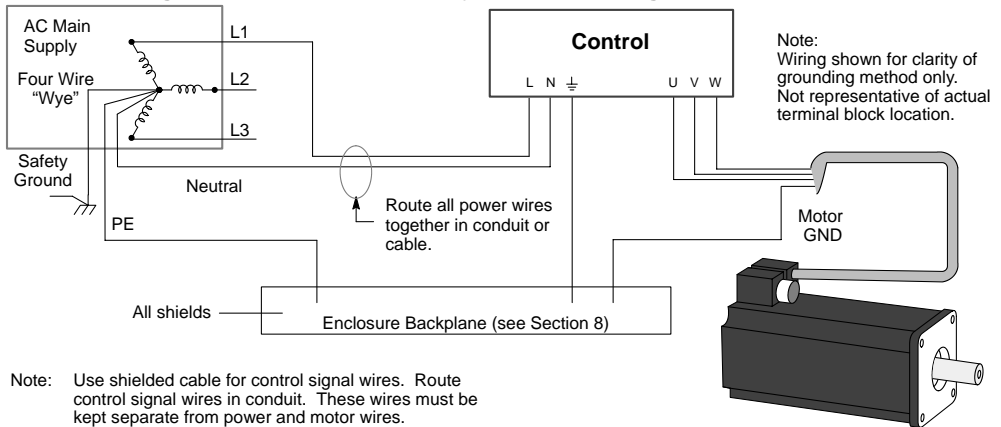 AC Main
Supply
Four Wire
“Wye”
L1
L2
L3
Safety
Ground
Neutral
PE
Control
L N
U V W
Note:
Wiring shown for clarity of
grounding method only.
Not representative of actual
terminal block location.
Route all power wires
together in conduit or
cable.
Motor
GND
All shields
Enclosure Backplane (see Section 8)
Note: Use shielded cable for control signal wires. Route
control signal wires in conduit. These wires must be
kept separate from power and motor wires.